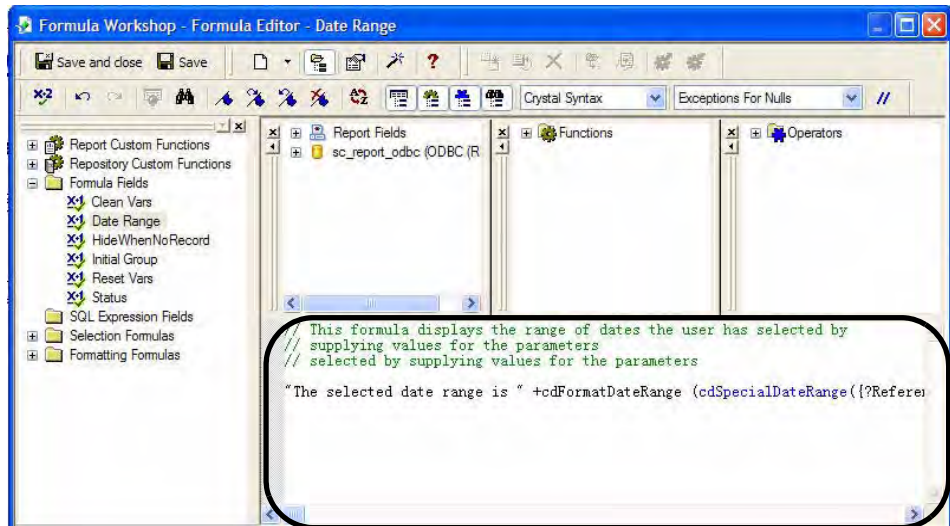 Formula Workshop - Formula Editor - Date Range
Save and close Save
Crystal Syntax Exceptions For Nulls //
Report Custom Functions
Repository Custom Functions
Formula Fields
Clean Vars
Date Range
HideWhenNoRecord
Initial Group
Reset Vars
Status
SQL Expression Fields
Selection Formulas
Formatting Formulas
Report Fields
sc_report_odbc (ODBC (R
Functions
Operators
// This formula displays the range of dates the user has selected by
// supplying values for the parameters
// selected by supplying values for the parameters
"The selected date range is " +cdFormatDateRange (cdSpecialDateRange({?Referen